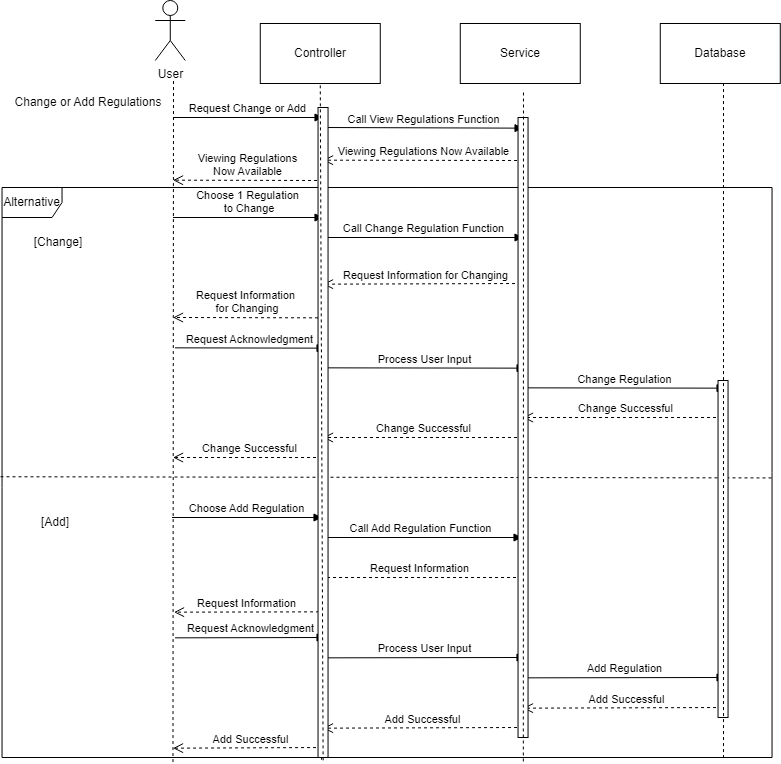 User
Controller
Service
Database
Change or Add Regulations
Request Change or Add
Call View Regulations Function
Viewing Regulations Now Available
Viewing Regulations
Now Available
Alternative
Choose 1 Regulation
to Change
Call Change Regulation Function
[Change]
Request Information for Changing
Request Information
for Changing
Request Acknowledgment
Process User Input
Change Regulation
Change Successful
Change Successful
Change Successful
Choose Add Regulation
[Add]
Call Add Regulation Function
Request Information
Request Information
Request Acknowledgment
Process User Input
Add Regulation
Add Successful
Add Successful
Add Successful